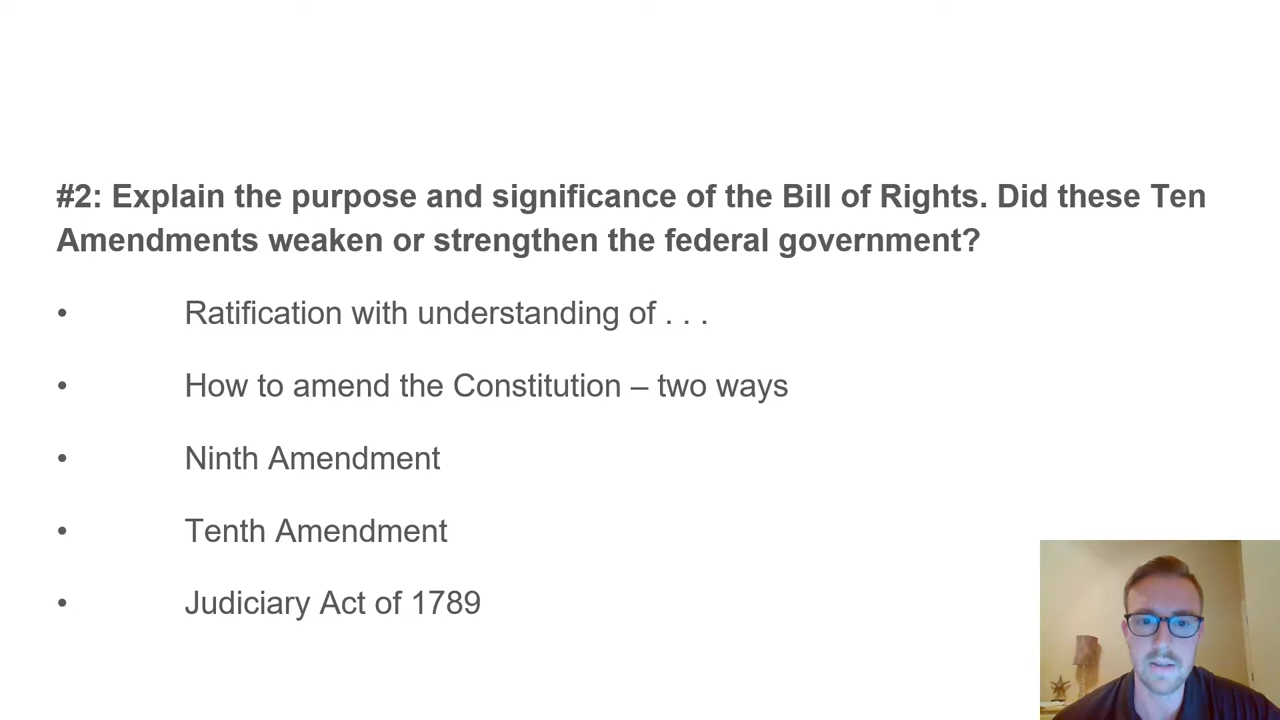 #2: Explain the purpose and significance of the Bill of Rights. Did these Ten
Amendments weaken or strengthen the federal government?
• Ratification with understanding of . . .
• How to amend the Constitution – two ways
• Ninth Amendment
• Tenth Amendment
• Judiciary Act of 1789